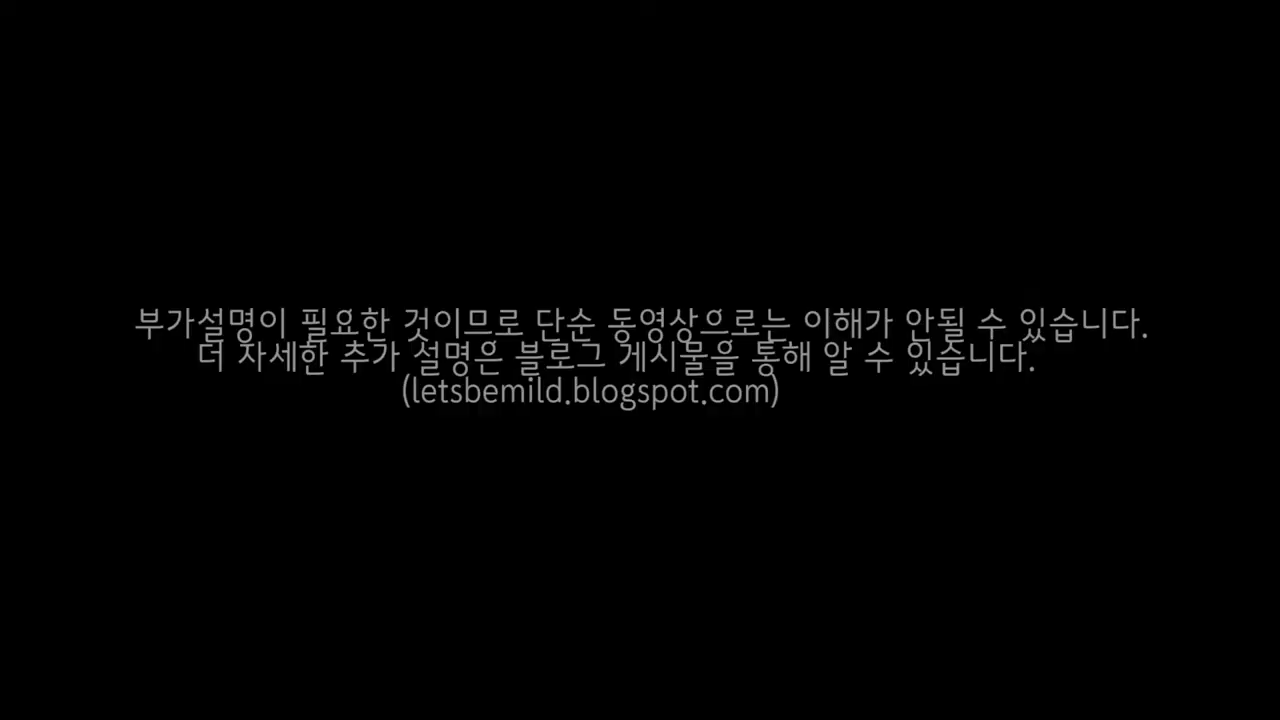 부가설명이 필요한 것이므로 단순 동영상으로는 이해가 안될 수 있습니다.
더 자세한 추가 설명은 블로그 게시물을 통해 알 수 있습니다.
(letsbemild.blogspot.com)